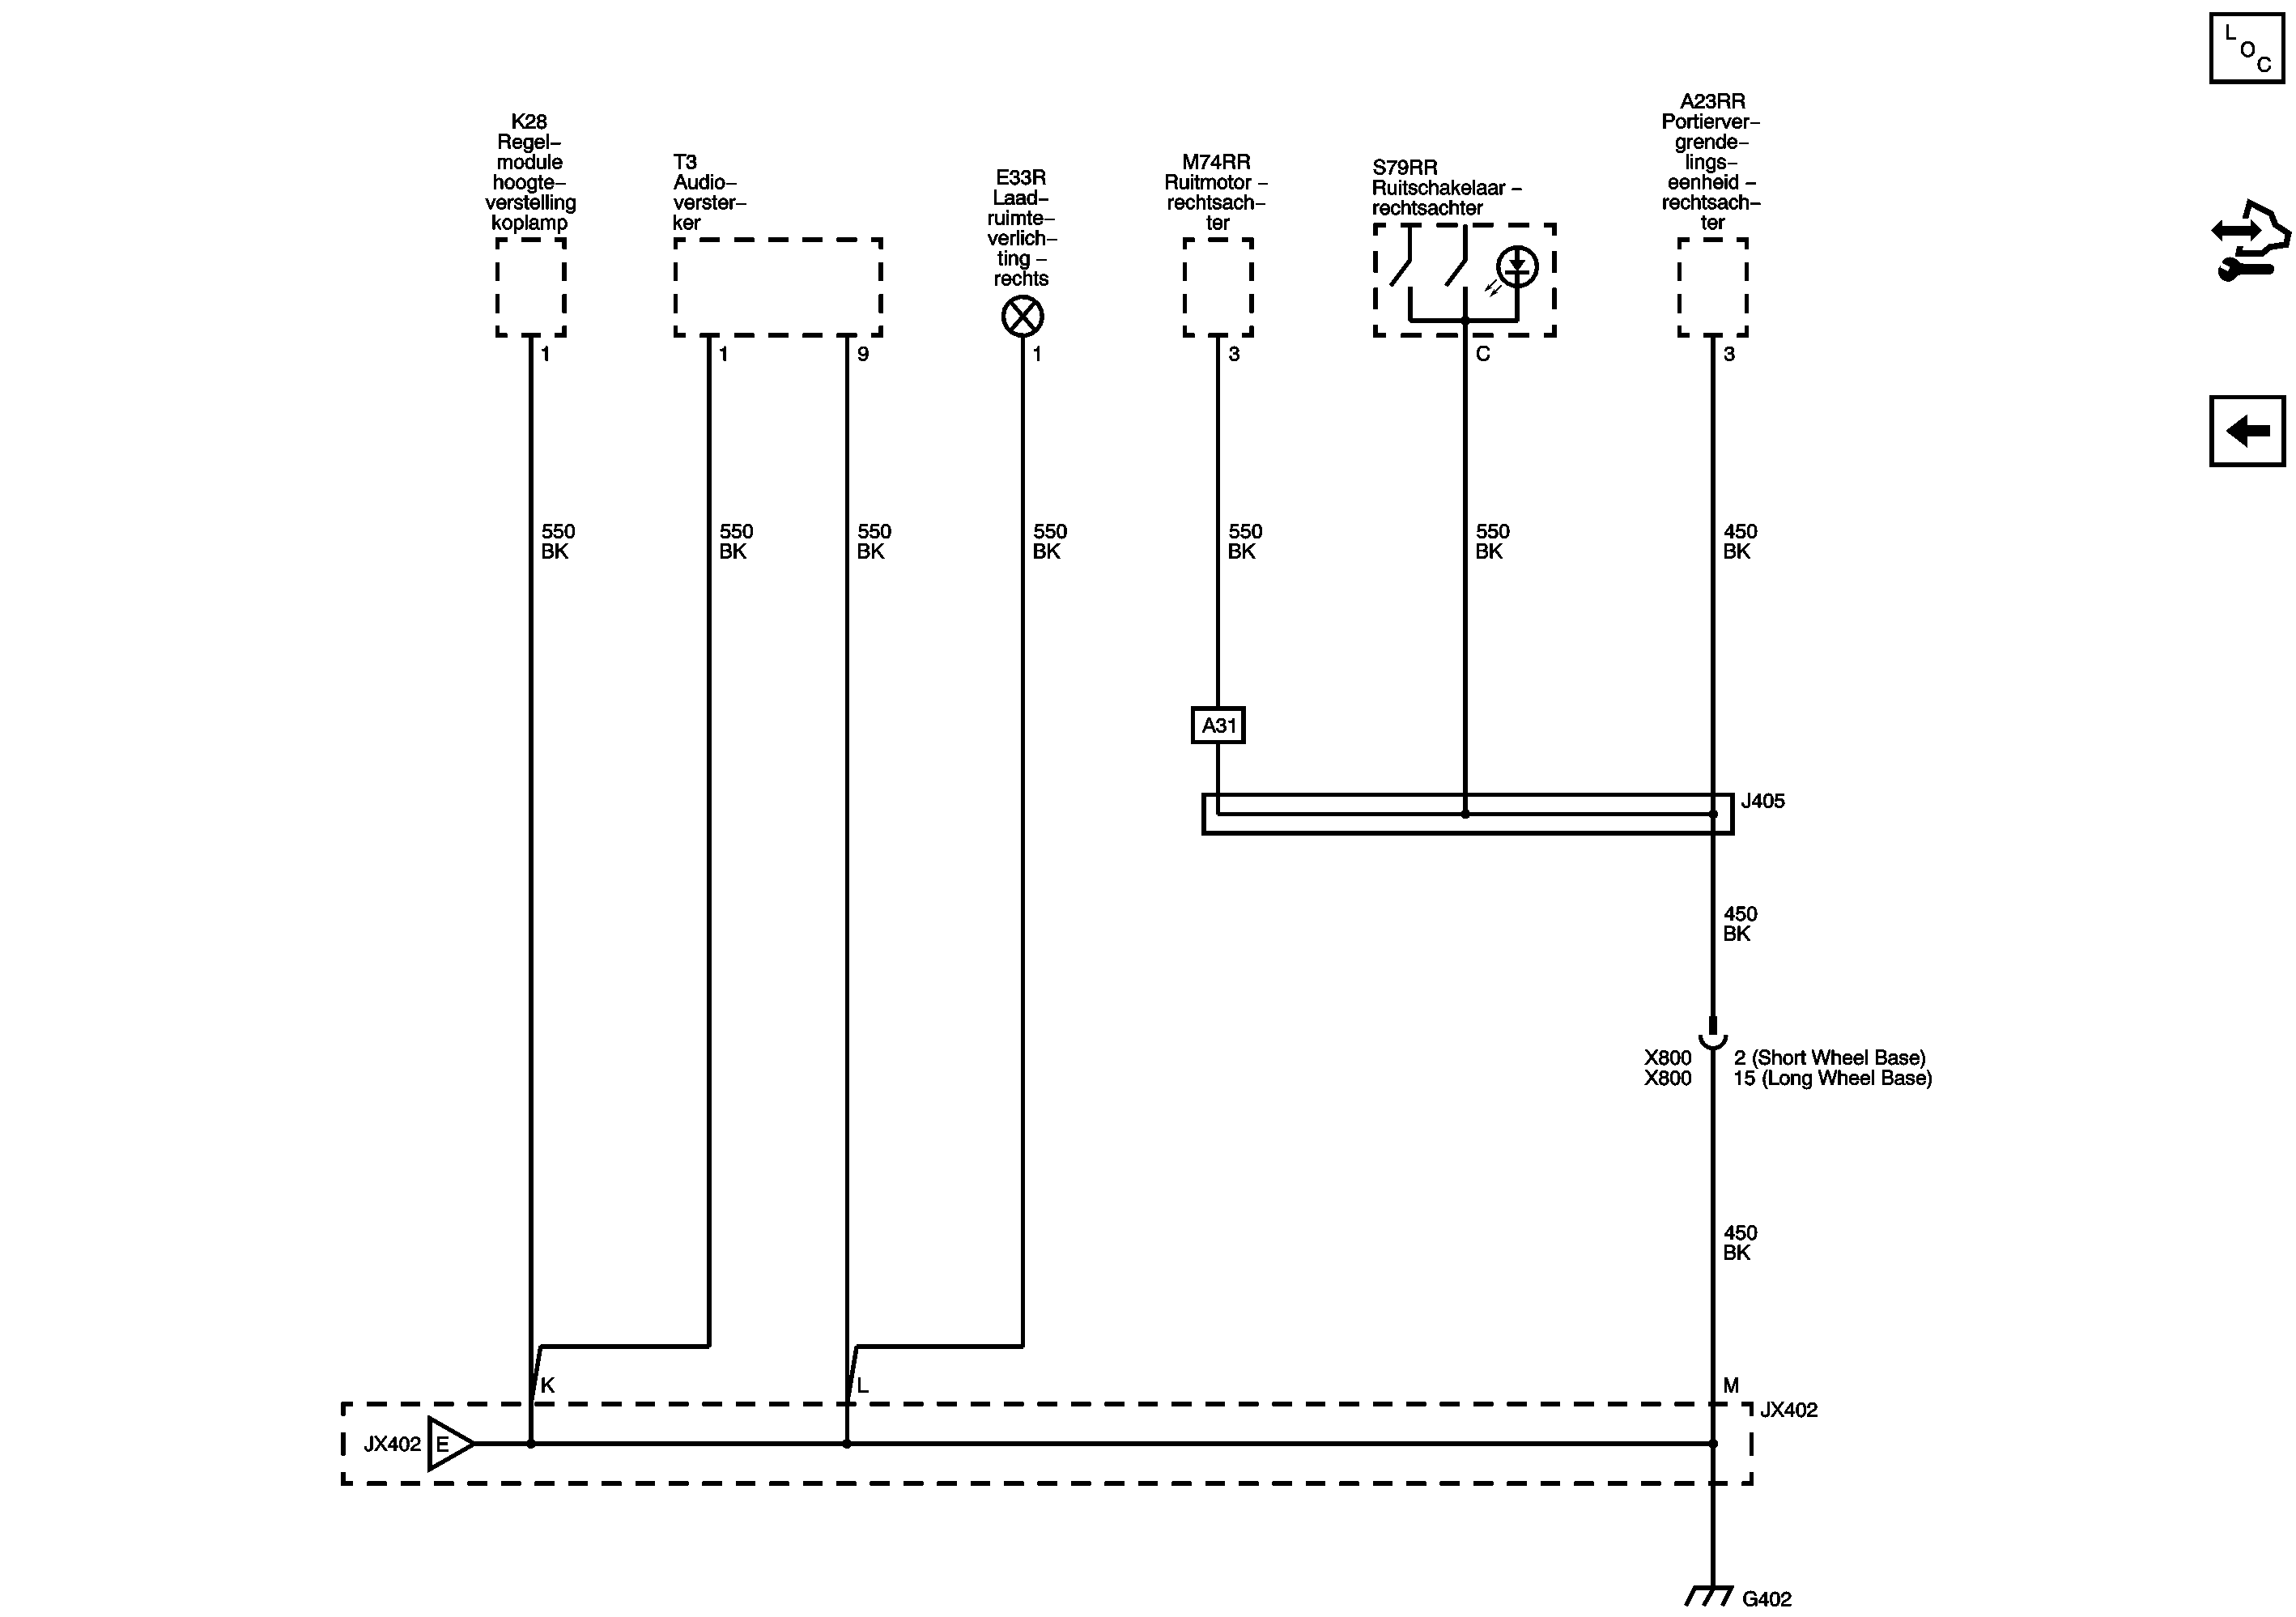 L
O
C
K28
Regel–
module
hoogte–
verstelling
koplamp
T3
Audio–
verster–
ker
E33R
Laad–
ruimte–
verlich–
ting –
rechts
M74RR
Ruitmotor –
rechtsach–
ter
S79RR
Ruitschakelaar –
rechtsachter
A23RR
Portierver–
grende–
lings–
eenheid –
rechtsach–
ter
1
1
9
1
3
C
3
550
BK
550
BK
550
BK
550
BK
550
BK
550
BK
450
BK
A31
J405
450
BK
X800 2 (Short Wheel Base)
X800 15 (Long Wheel Base)
450
BK
K
L
M
JX402
JX402 E
G402